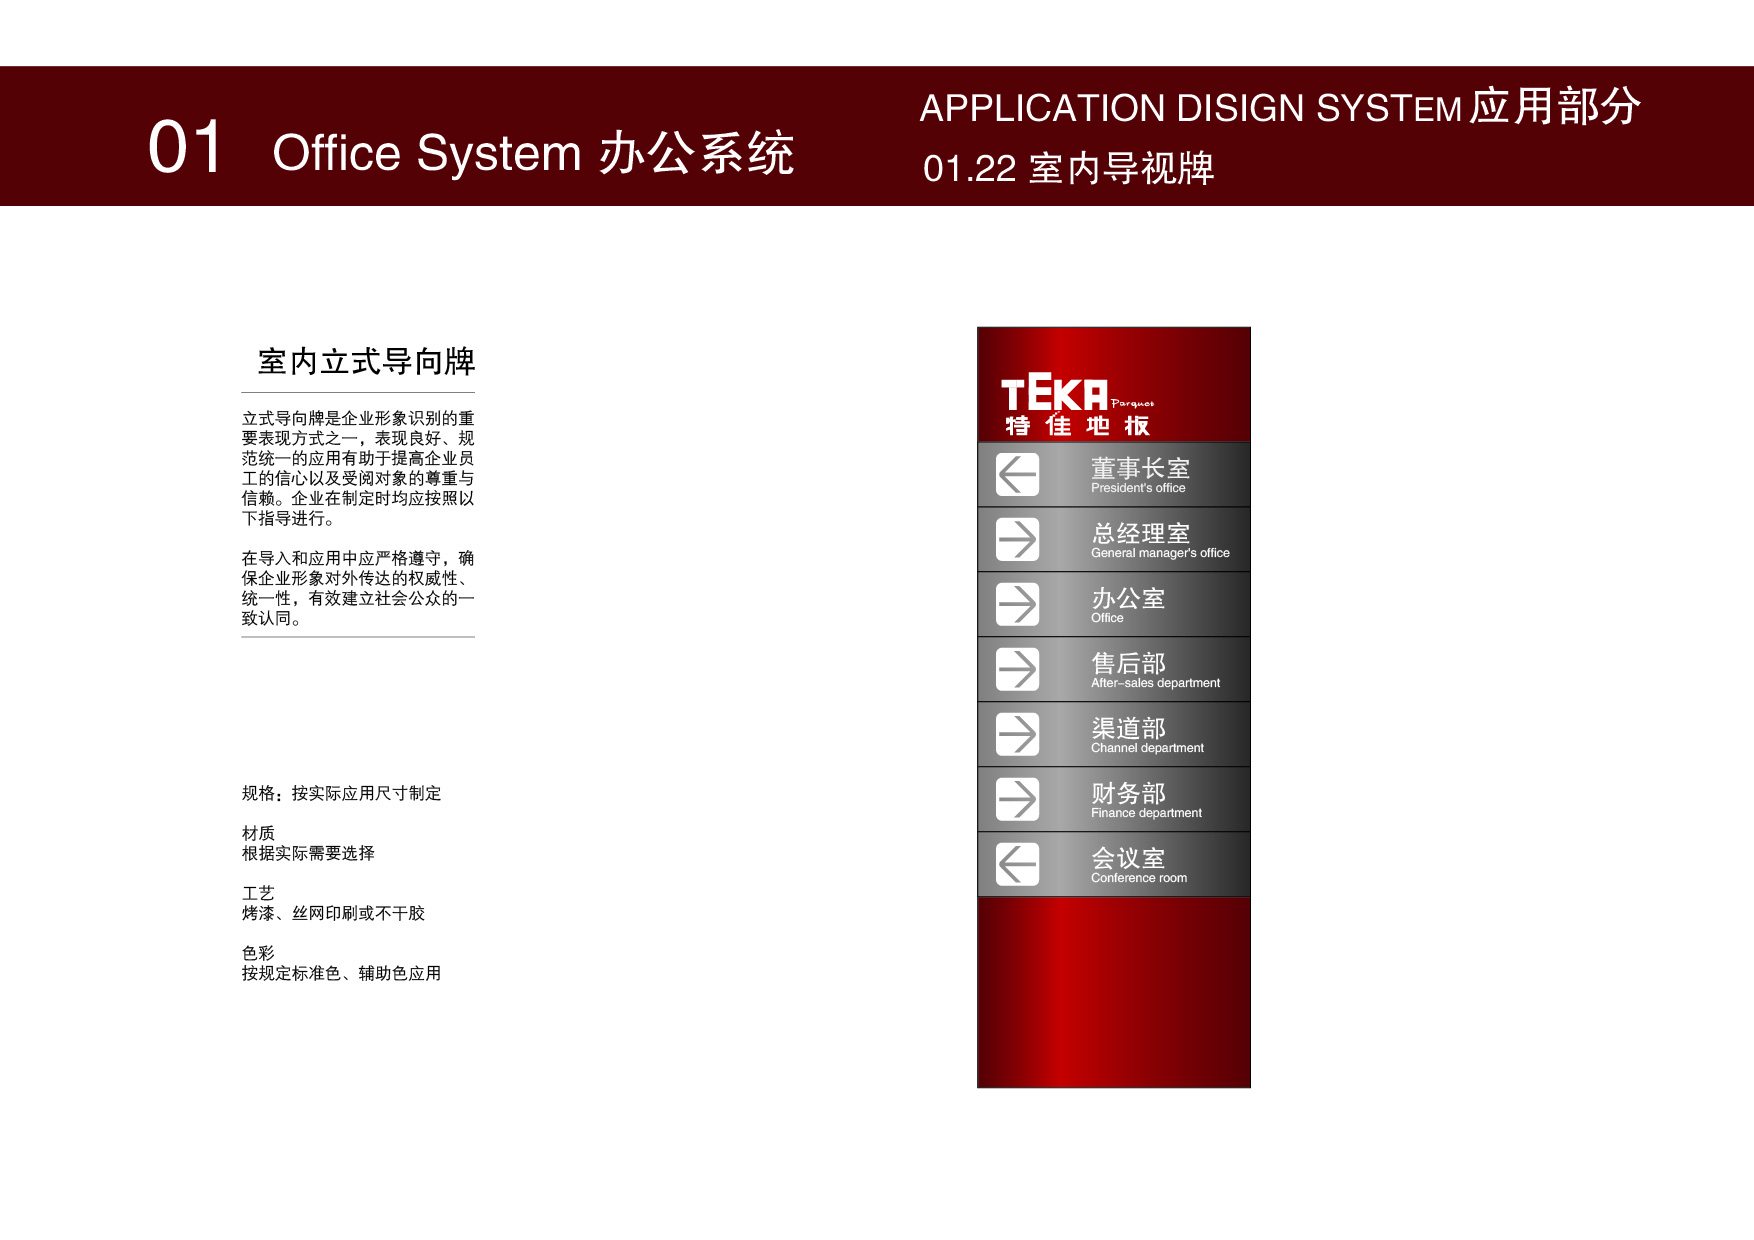 01 Office System 办公系统
APPLICATION DISIGN SYSTEM 应用部分
01.22 室内导视牌
室内立式导向牌
立式导向牌是企业形象识别的重
要表现方式之一，表现良好、规
范统一的应用有助于提高企业员
工的信心以及受阅对象的尊重与
信赖。企业在制定时均应按照以
下指导进行。
在导入和应用中应严格遵守，确
保企业形象对外传达的权威性、
统一性，有效建立社会公众的一
致认同。
规格：按实际应用尺寸制定
材质
根据实际需要选择
工艺
烤漆、丝网印刷或不干胶
色彩
按规定标准色、辅助色应用
TEKA Parquet
特佳地板
董事长室
President's office
总经理室
General manager's office
办公室
Office
售后部
After-sales department
渠道部
Channel department
财务部
Finance department
会议室
Conference room